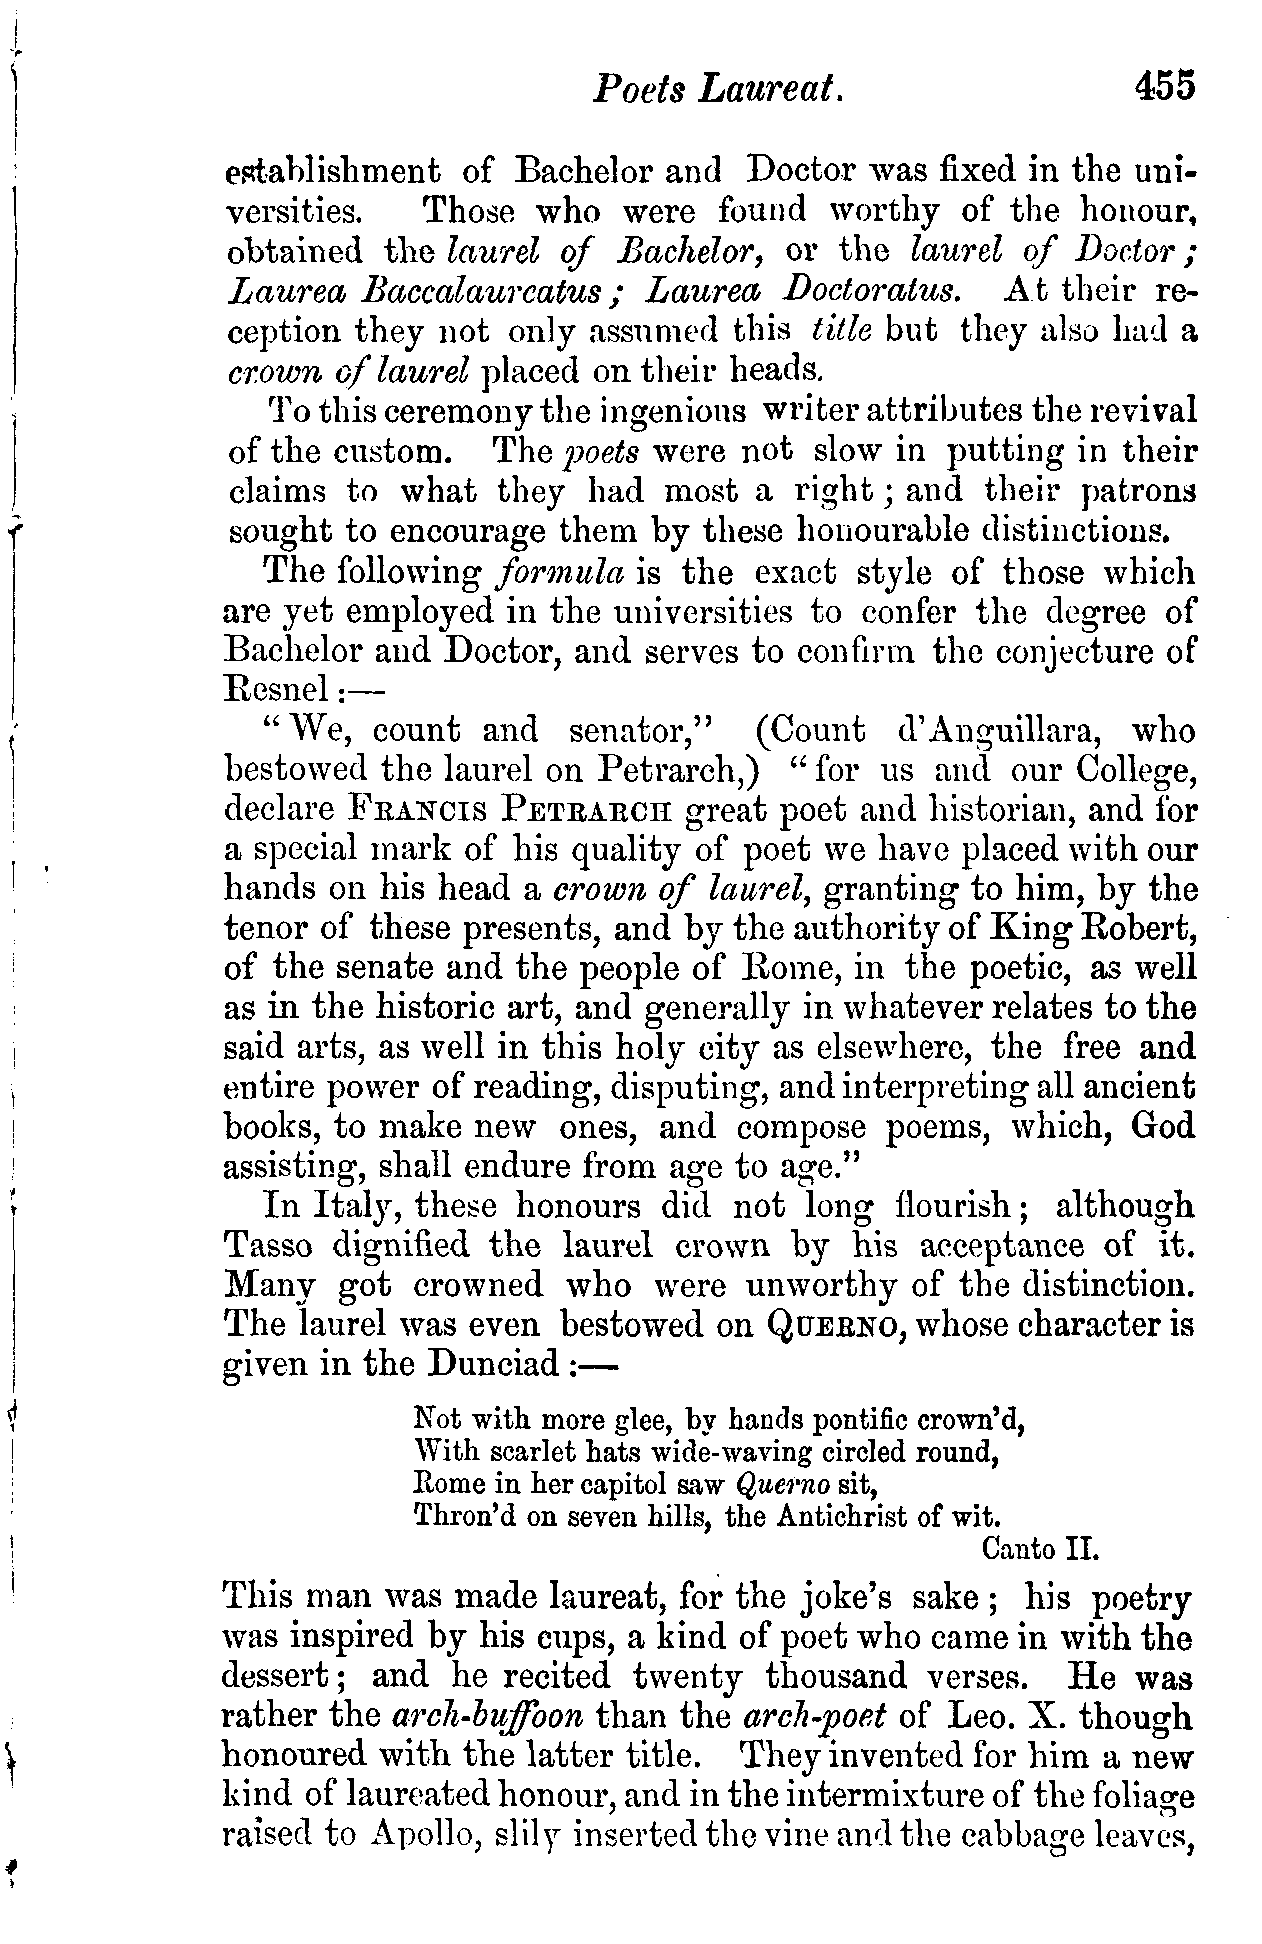 Poets Laureat. 455
establishment of Bachelor and Doctor was fixed in the uni-
versities. Those who were found worthy of the honour,
obtained the laurel of Bachelor, or the laurel of Doctor;
Laurea Baccalaureatus; Laurea Doctoratus. At their re-
ception they not only assumed this title but they also had a
crown of laurel placed on their heads.
To this ceremony the ingenious writer attributes the revival
of the custom. The poets were not slow in putting in their
claims to what they had most a right; and their patrons
sought to encourage them by these honourable distinctions.
The following formula is the exact style of those which
are yet employed in the universities to confer the degree of
Bachelor and Doctor, and serves to confirm the conjecture of
Resnel:—
"We, count and senator," (Count d'Anguillara, who
bestowed the laurel on Petrarch,) "for us and our College,
declare FRANCIS PETRARCH great poet and historian, and for
a special mark of his quality of poet we have placed with our
hands on his head a crown of laurel, granting to him, by the
tenor of these presents, and by the authority of King Robert,
of the senate and the people of Rome, in the poetic, as well
as in the historic art, and generally in whatever relates to the
said arts, as well in this holy city as elsewhere, the free and
entire power of reading, disputing, and interpreting all ancient
books, to make new ones, and compose poems, which, God
assisting, shall endure from age to age."
In Italy, these honours did not long flourish; although
Tasso dignified the laurel crown by his acceptance of it.
Many got crowned who were unworthy of the distinction.
The laurel was even bestowed on QUERNO, whose character is
given in the Dunciad:—
Not with more glee, by hands pontific crown'd,
With scarlet hats wide-waving circled round,
Rome in her capitol saw Querno sit,
Thron'd on seven hills, the Antichrist of wit.
Canto II.
This man was made laureat, for the joke's sake; his poetry
was inspired by his cups, a kind of poet who came in with the
dessert; and he recited twenty thousand verses. He was
rather the arch-buffoon than the arch-poet of Leo. X. though
honoured with the latter title. They invented for him a new
kind of laureated honour, and in the intermixture of the foliage
raised to Apollo, slily inserted the vine and the cabbage leaves,